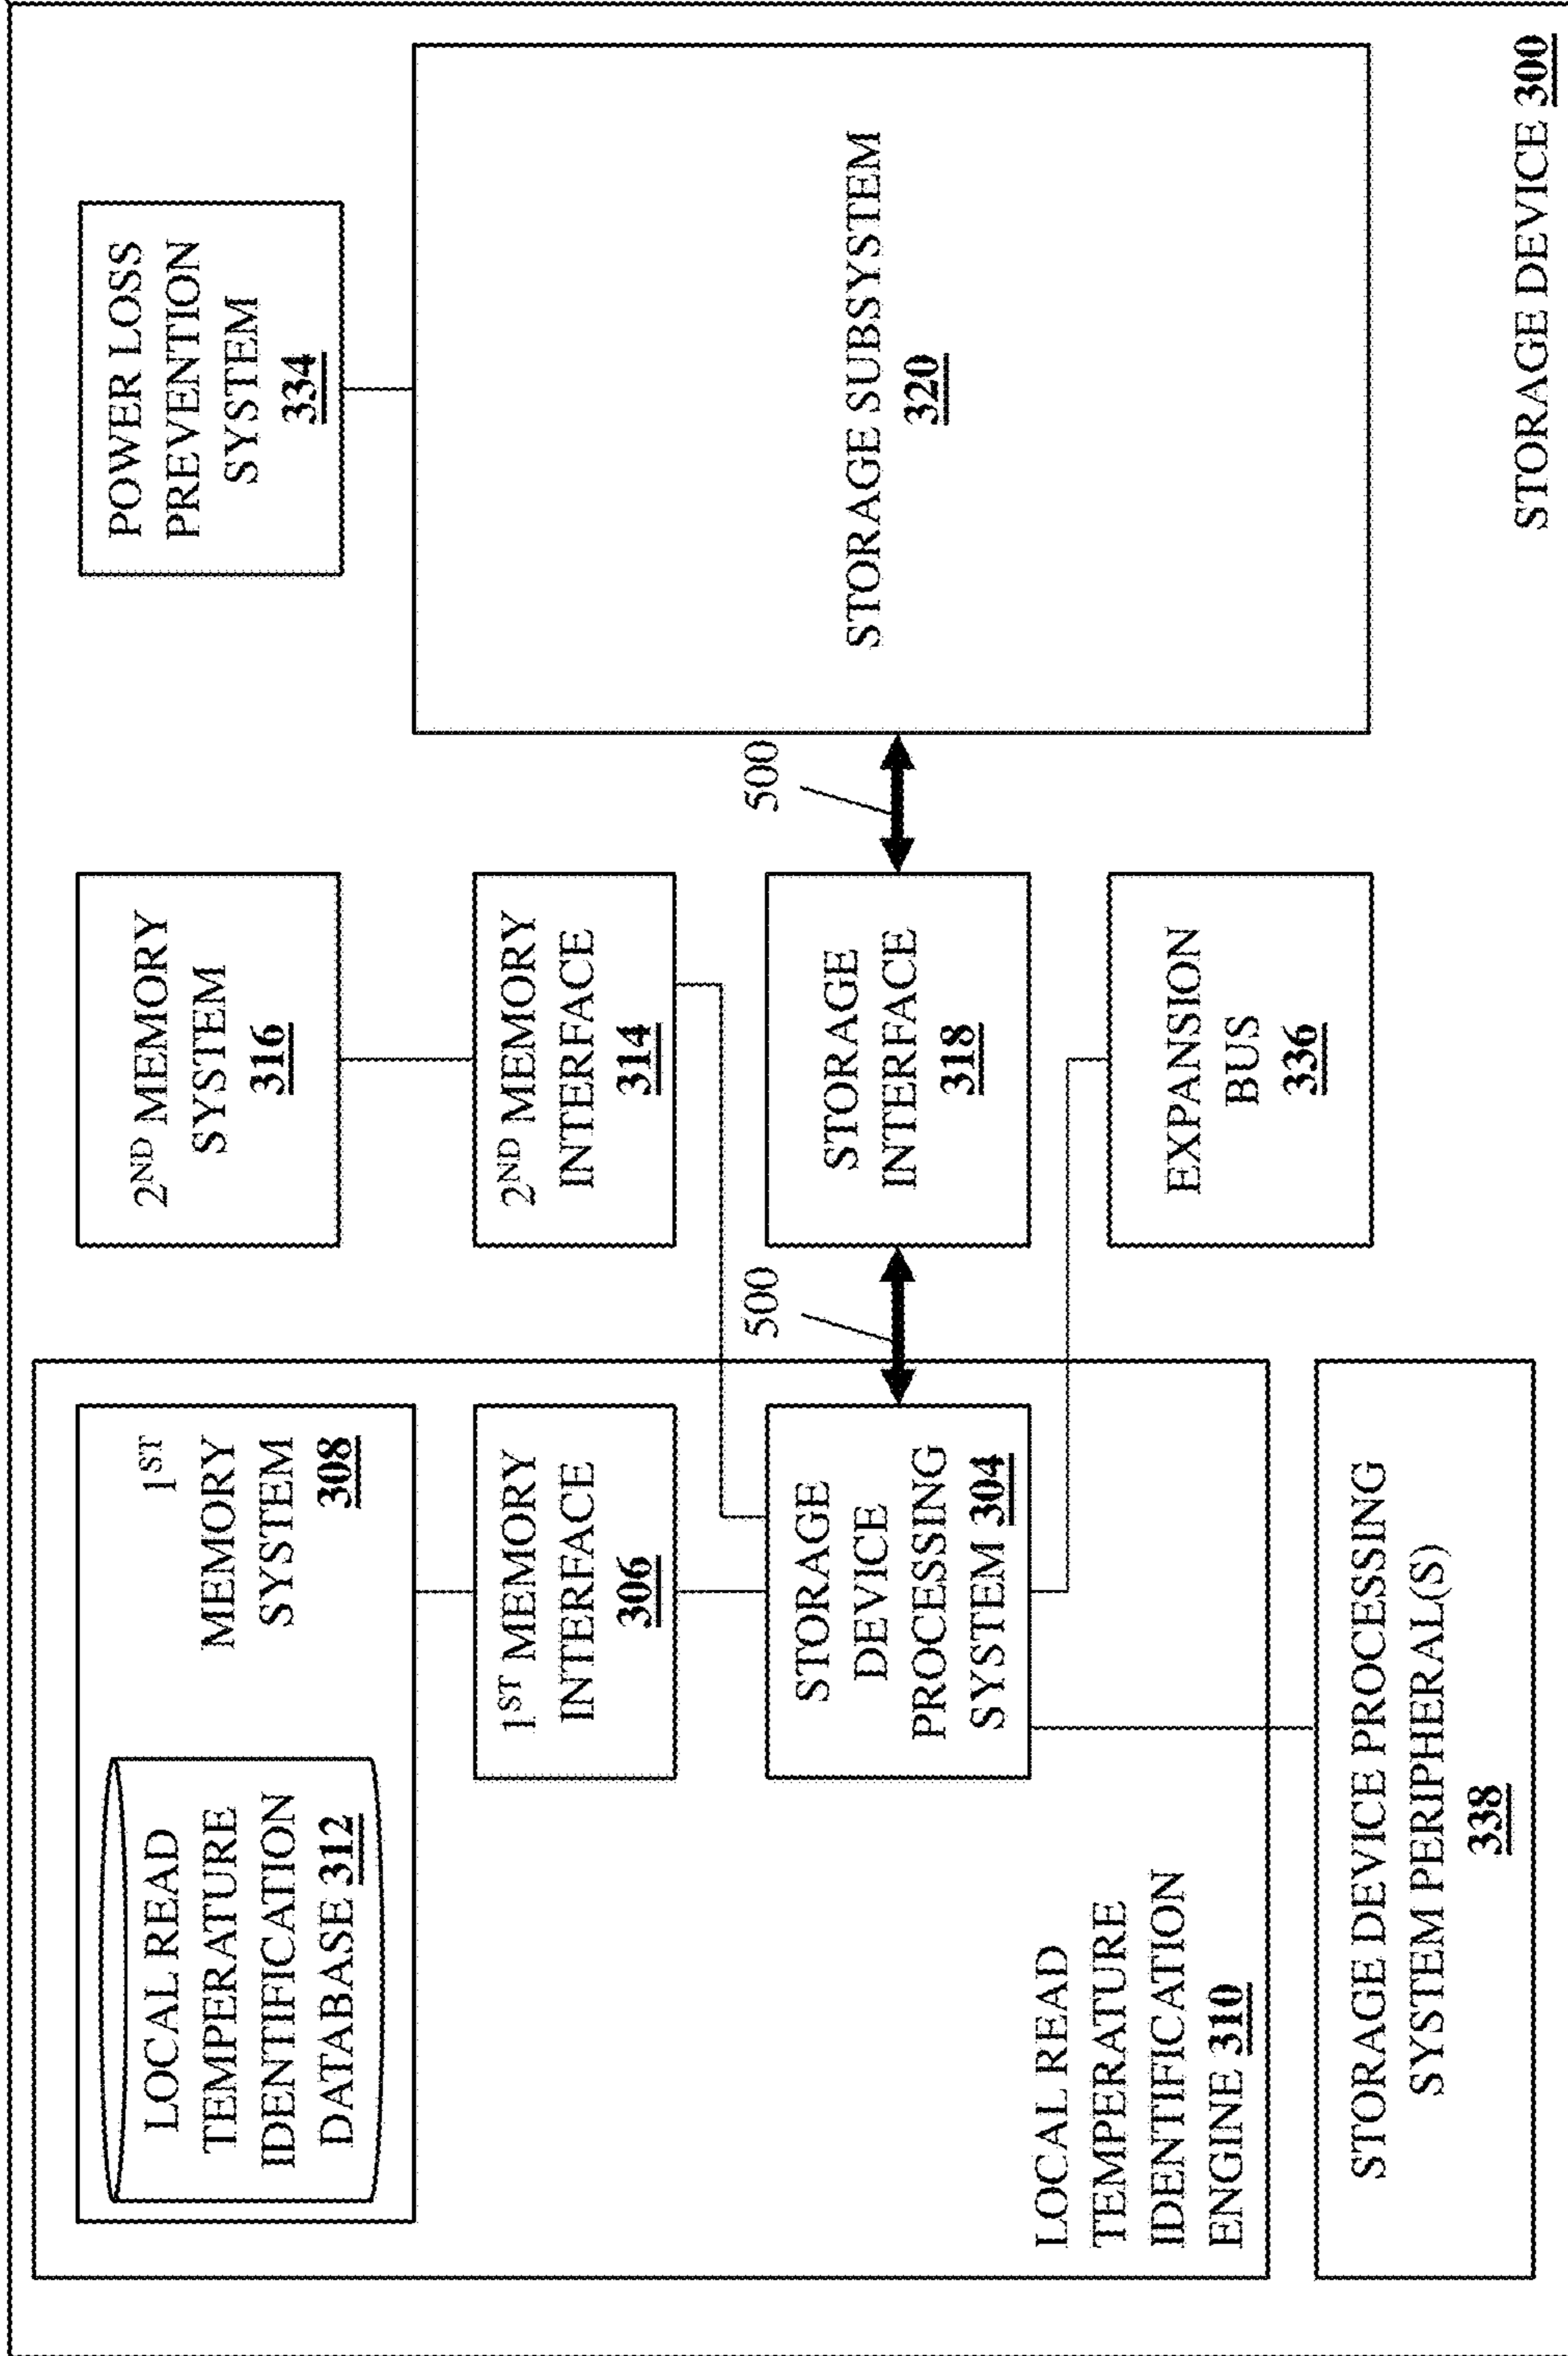 LOCAL READ
TEMPERATURE
IDENTIFICATION
DATABASE 312
1ST
MEMORY
SYSTEM
308
2ND MEMORY
SYSTEM
316
POWER LOSS
PREVENTION
SYSTEM
334
1ST MEMORY
INTERFACE
306
2ND MEMORY
INTERFACE
314
STORAGE
DEVICE
PROCESSING
SYSTEM 304
500
STORAGE
INTERFACE
318
500
STORAGE SUBSYSTEM
320
LOCAL READ
TEMPERATURE
IDENTIFICATION
ENGINE 310
EXPANSION
BUS
336
STORAGE DEVICE PROCESSING
SYSTEM PERIPHERAL(S)
338
STORAGE DEVICE 300